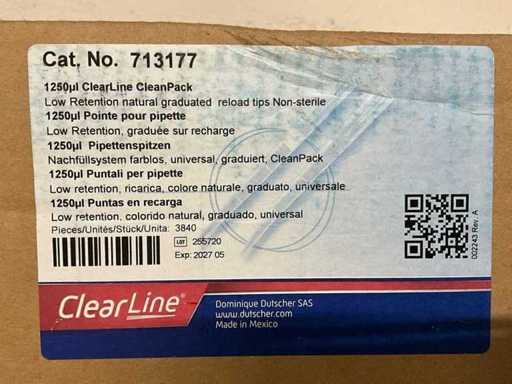 Cat. No. 713177
1250µl ClearLine CleanPack
Low Retention natural graduated reload tips Non-sterile
1250µl Pointe pour pipette
Low Retention, graduée sur recharge
1250µl Pipettenspitzen
Nachfüllsystem farblos, universal, graduiert, CleanPack
1250µl Puntali per pipette
Low retention, ricarica, colore naturale, graduato, universale
1250µl Puntas en recarga
Low retention, colorido natural, graduado, universal
Pieces/Unités/Stück/Unita: 3840
LOT 255720
Exp: 2027 05
002243 Rev. A
ClearLine®
Dominique Dutscher SAS
www.dutscher.com
Made in Mexico